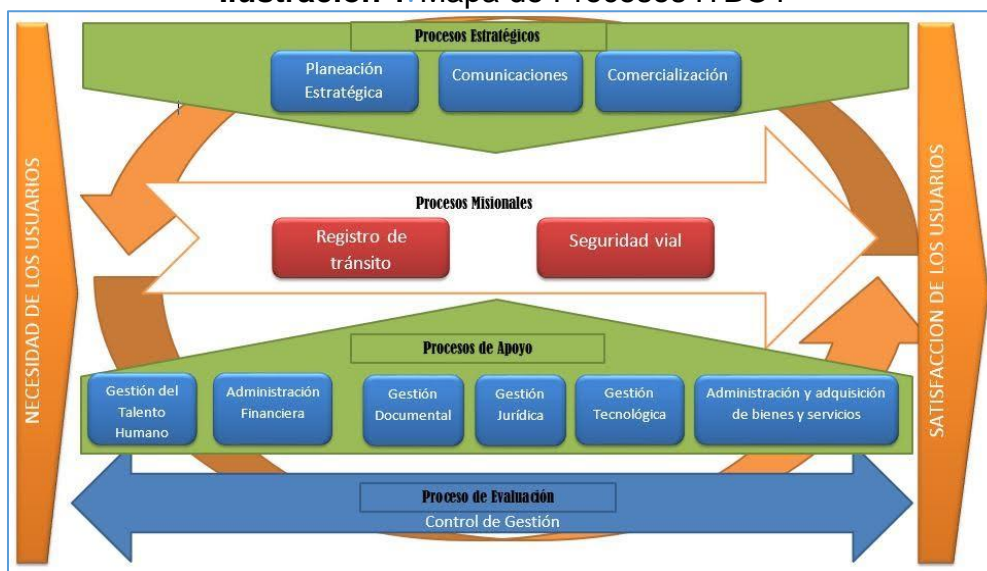 Mapa de Procesos
Procesos Estratégicos
Planeación
Estratégica
Comunicaciones
Comercialización
NECESIDAD DE LOS USUARIOS
Procesos Misionales
Registro de
tránsito
Seguridad vial
SATISFACCION DE LOS USUARIOS
Procesos de Apoyo
Gestión del
Talento
Humano
Administración
Financiera
Gestión
Documental
Gestión
Jurídica
Gestión
Tecnológica
Administración y adquisición
de bienes y servicios
Proceso de Evaluación
Control de Gestión